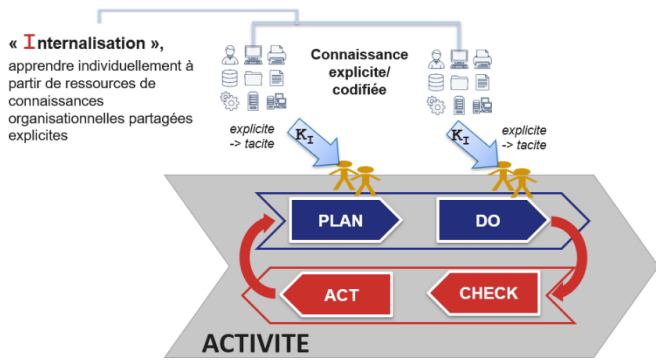 « Internalisation »,
apprendre individuellement à
partir de ressources de
connaissances
organisationnelles partagées
explicites
Connaissance
explicite/
codifiée
explicite
-> tacite
KI
KI
explicite
-> tacite
PLAN
DO
ACT
CHECK
ACTIVITE